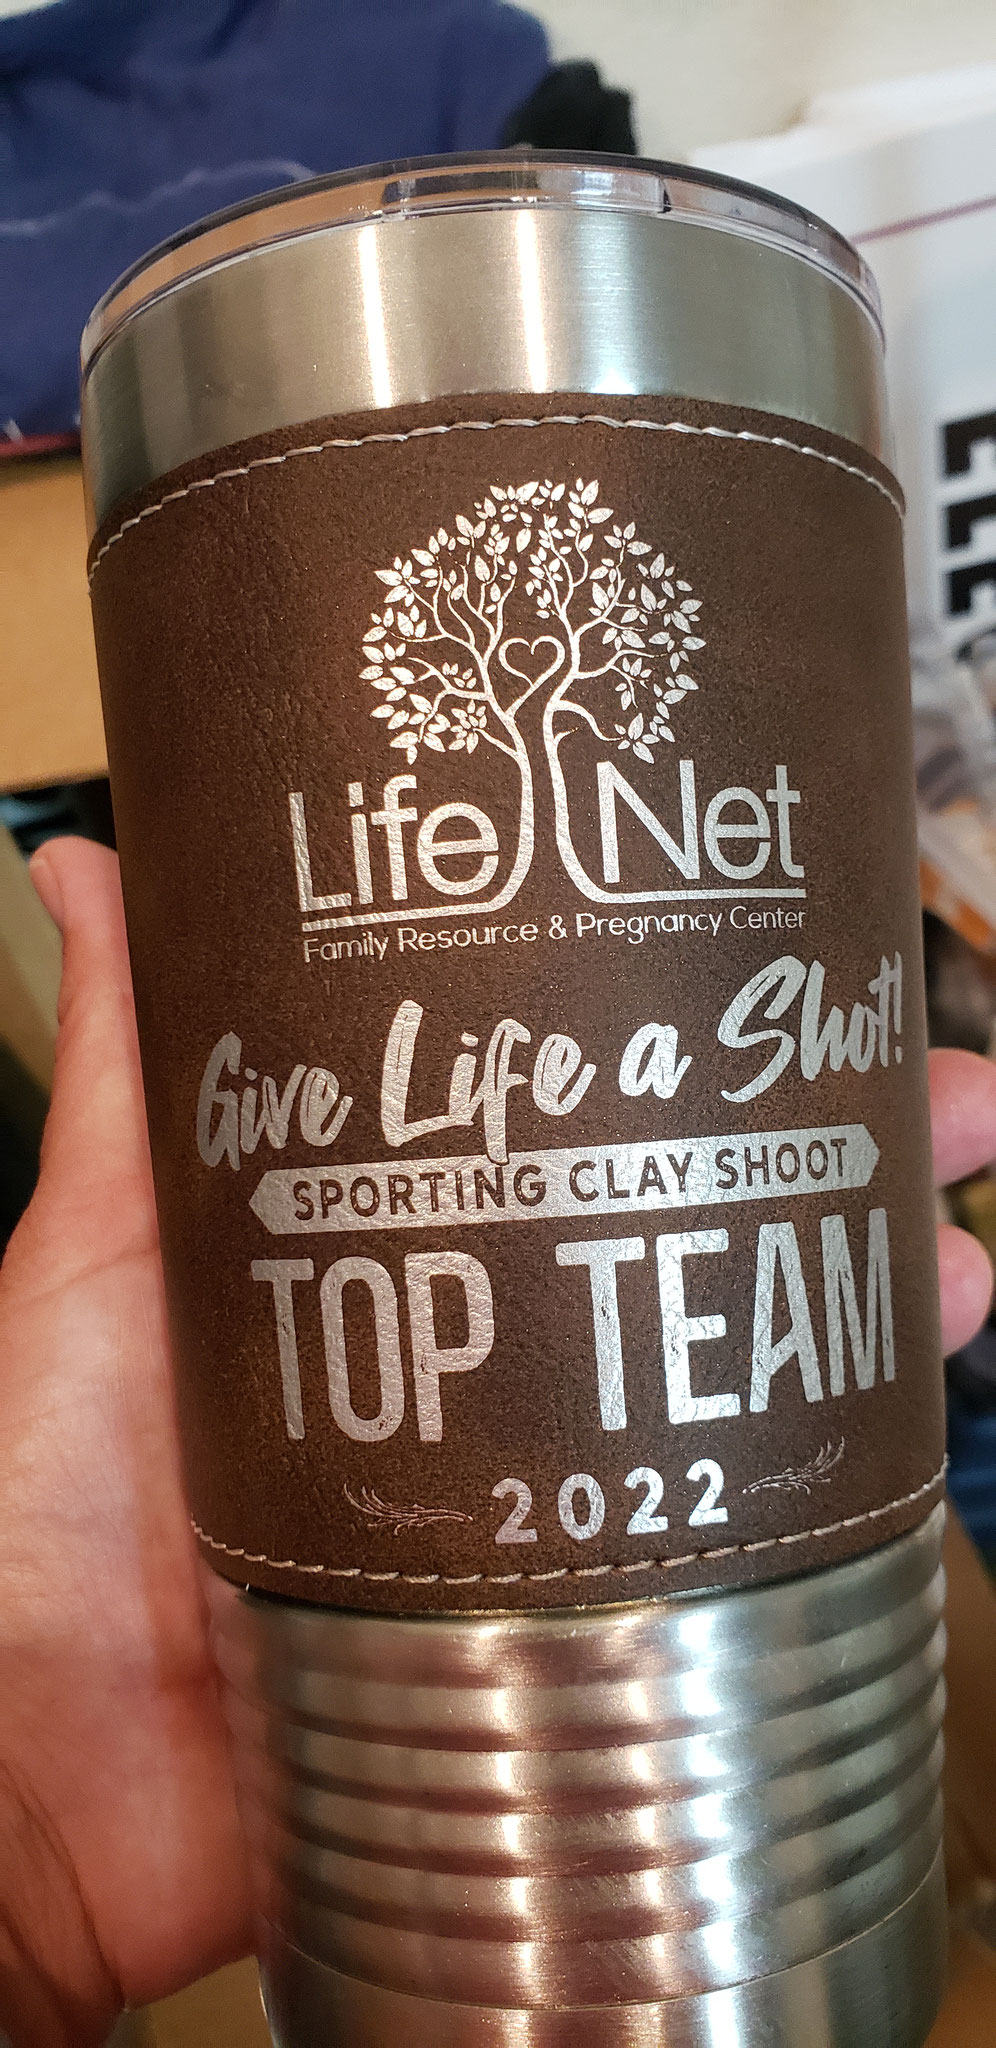 Life Net
Family Resource & Pregnancy Center
Give Life a Shot!
SPORTING CLAY SHOOT
TOP TEAM
2022